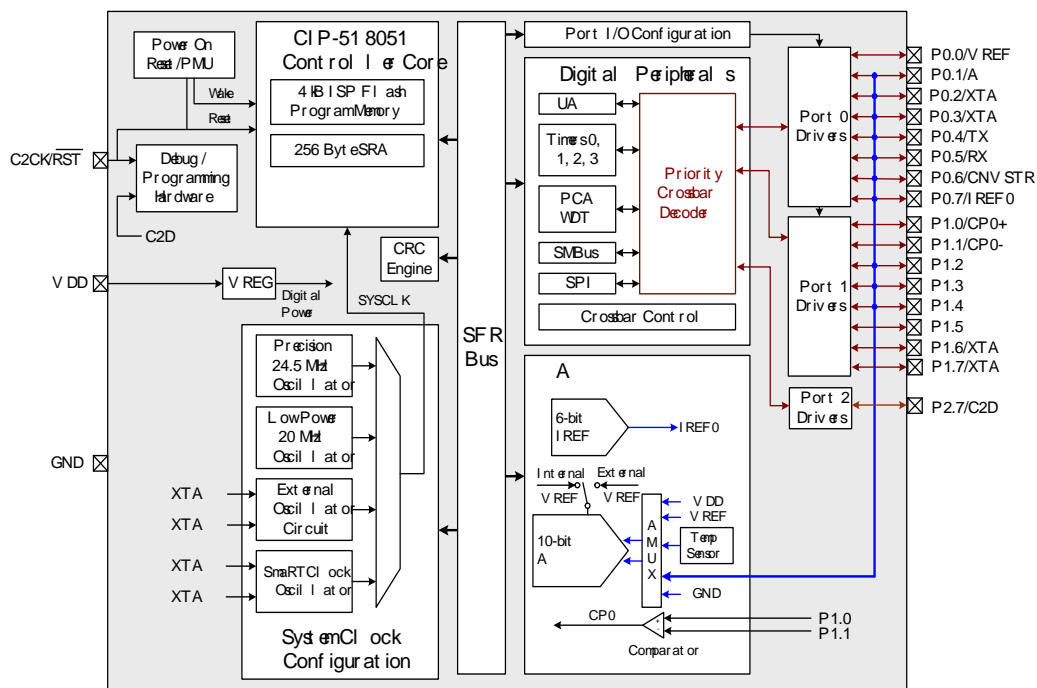 Power On
Reset/PMU
Wake
Reset
C2CK/RST
Debug /
Programming
Hardware
C2D
CIP-51 8051
Controller Core
4 kB ISP Flash
Program Memory
256 Byte SRA
CRC
Engine
VDD
VREG
Digital
Power
SYSCLK
Precision
24.5 MHz
Oscillator
Low Power
20 MHz
Oscillator
External
Oscillator
Circuit
SmaRTClock
Oscillator
GND
XTA
XTA
XTA
XTA
System Clock
Configuration
SFR
Bus
Port I/O Configuration
Digital Peripherals
UA
Timers 0,
1, 2, 3
PCA
WDT
SMBus
SPI
Priority
Crossbar
Decoder
Crossbar Control
A
6-bit
IREF
IREF0
Internal
VREF
External
VREF
10-bit
A
A
M
U
X
VDD
VREF
Temp
Sensor
GND
CP0
+
-
Comparator
P1.0
P1.1
Port 0
Drivers
Port 1
Drivers
Port 2
Drivers
P0.0/VREF
P0.1/A
P0.2/XTA
P0.3/XTA
P0.4/TX
P0.5/RX
P0.6/CNVSTR
P0.7/IREF0
P1.0/CP0+
P1.1/CP0-
P1.2
P1.3
P1.4
P1.5
P1.6/XTA
P1.7/XTA
P2.7/C2D